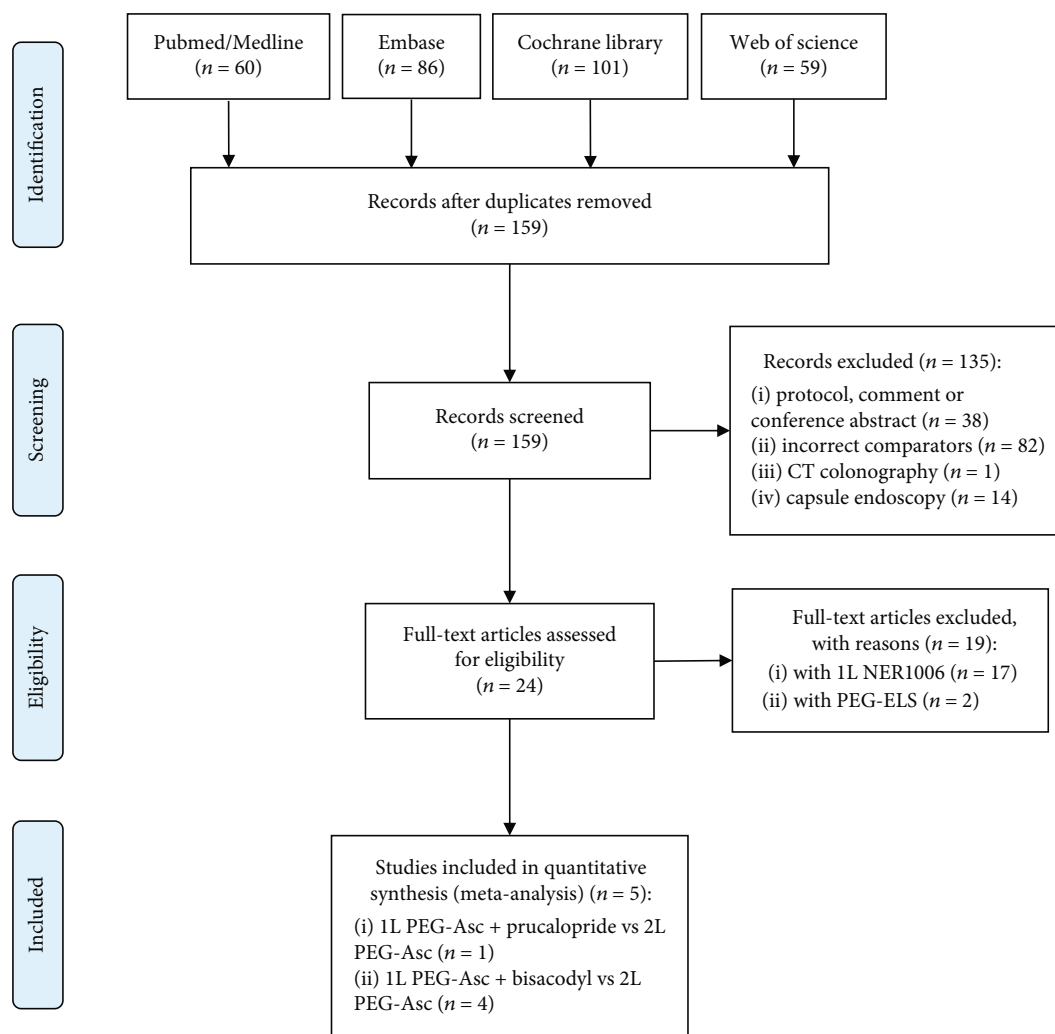 Identification
Pubmed/Medline
(n = 60)
Embase
(n = 86)
Cochrane library
(n = 101)
Web of science
(n = 59)
Records after duplicates removed
(n = 159)
Screening
Records screened
(n = 159)
Records excluded (n = 135):
(i) protocol, comment or
conference abstract (n = 38)
(ii) incorrect comparators (n = 82)
(iii) CT colonography (n = 1)
(iv) capsule endoscopy (n = 14)
Eligibility
Full-text articles assessed
for eligibility
(n = 24)
Full-text articles excluded,
with reasons (n = 19):
(i) with 1L NER1006 (n = 17)
(ii) with PEG-ELS (n = 2)
Included
Studies included in quantitative
synthesis (meta-analysis) (n = 5):
(i) 1L PEG-Asc + prucalopride vs 2L
PEG-Asc (n = 1)
(ii) 1L PEG-Asc + bisacodyl vs 2L
PEG-Asc (n = 4)